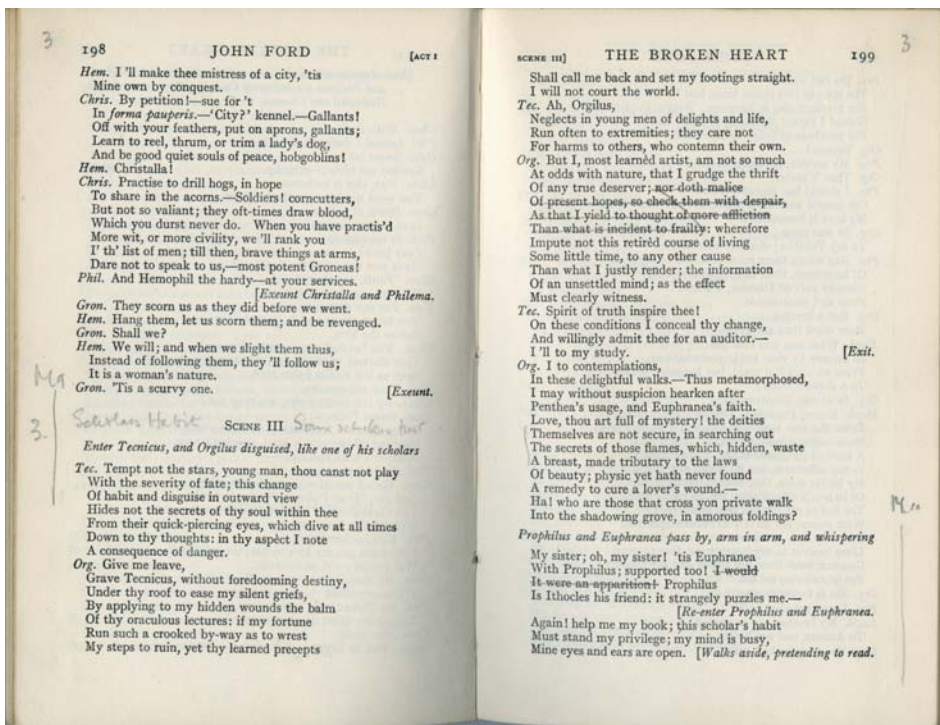 3
198 JOHN FORD [ACT I
Hem. I 'll make thee mistress of a city, 'tis
Mine own by conquest.
Chris. By petition!—sue for 't
In forma pauperis.—'City?' kennel.—Gallants!
Off with your feathers, put on aprons, gallants;
Learn to reel, thrum, or trim a lady's dog,
And be good quiet souls of peace, hobgoblins!
Hem. Christalla!
Chris. Practise to drill hogs, in hope
To share in the acorns.—Soldiers! corncutters,
But not so valiant; they oft-times draw blood,
Which you durst never do. When you have practis'd
More wit, or more civility, we 'll rank you
I' th' list of men; till then, brave things at arms,
Dare not to speak to us,—most potent Groneas!
Phil. And Hemophil the hardy—at your services.
[Exeunt Christalla and Philema.
Gron. They scorn us as they did before we went.
Hem. Hang them, let us scorn them; and be revenged.
Gron. Shall we?
Hem. We will; and when we slight them thus,
Instead of following them, they 'll follow us;
It is a woman's nature.
Gron. 'Tis a scurvy one. [Exeunt.
3. Scholars Habit SCENE III
Enter Tecnicus, and Orgilus disguised, like one of his scholars
Tec. Tempt not the stars, young man, thou canst not play
With the severity of fate; this change
Of habit and disguise in outward view
Hides not the secrets of thy soul within thee
From their quick-piercing eyes, which dive at all times
Down to thy thoughts: in thy aspèct I note
A consequence of danger.
Org. Give me leave,
Grave Tecnicus, without foredooming destiny,
Under thy roof to ease my silent griefs,
By applying to my hidden wounds the balm
Of thy oraculous lectures: if my fortune
Run such a crooked by-way as to wrest
My steps to ruin, yet thy learned precepts
SCENE III] THE BROKEN HEART 199
3
Shall call me back and set my footings straight.
I will not court the world.
Tec. Ah, Orgilus,
Neglects in young men of delights and life,
Run often to extremities; they care not
For harms to others, who contemn their own.
Org. But I, most learnèd artist, am not so much
At odds with nature, that I grudge the thrift
Of any true deserver; nor doth malice
Of present hopes, so check them with despair,
As that I yield to thought of more affliction
Than what is incident to frailty: wherefore
Impute not this retirèd course of living
Some little time, to any other cause
Than what I justly render; the information
Of an unsettled mind; as the effect
Must clearly witness.
Tec. Spirit of truth inspire thee!
On these conditions I conceal thy change,
And willingly admit thee for an auditor.—
I 'll to my study. [Exit.
Org. I to contemplations,
In these delightful walks.—Thus metamorphosed,
I may without suspicion hearken after
Penthea's usage, and Euphranea's faith.
Love, thou art full of mystery! the deities
Themselves are not secure, in searching out
The secrets of those flames, which, hidden, waste
A breast, made tributary to the laws
Of beauty; physic yet hath never found
A remedy to cure a lover's wound.—
Ha! who are those that cross yon private walk
Into the shadowing grove, in amorous foldings?
Prophilus and Euphranea pass by, arm in arm, and whispering
My sister; oh, my sister! 'tis Euphranea
With Prophilus; supported too! I would
It were an apparition! Prophilus
Is Ithocles his friend: it strangely puzzles me.—
[Re-enter Prophilus and Euphranea.
Again! help me my book; this scholar's habit
Must stand my privilege; my mind is busy,
Mine eyes and ears are open. [Walks aside, pretending to read.